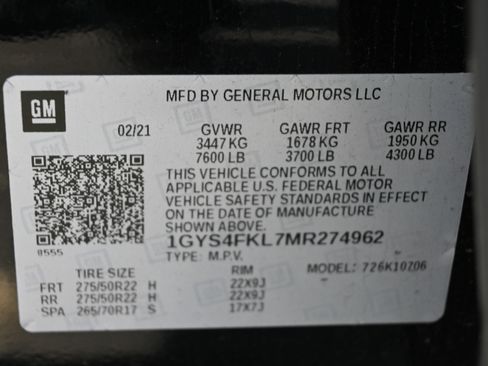 GM
MFD BY GENERAL MOTORS LLC
02/21 GVWR GAWR FRT GAWR RR
3447 KG 1678 KG 1950 KG
7600 LB 3700 LB 4300 LB
THIS VEHICLE CONFORMS TO ALL
APPLICABLE U.S. FEDERAL MOTOR
VEHICLE SAFETY STANDARDS IN EFFECT
ON THE DATE OF MANUFACTURE
SHOWN ABOVE.
1GYS4FKL7MR274962
8555
TYPE: M.P.V. MODEL: 726K10706
TIRE SIZE RIM
FRT 275/50R22 H 22X9J
RR 275/50R22 H 22X9J
SPA 265/70R17 S 17X7J